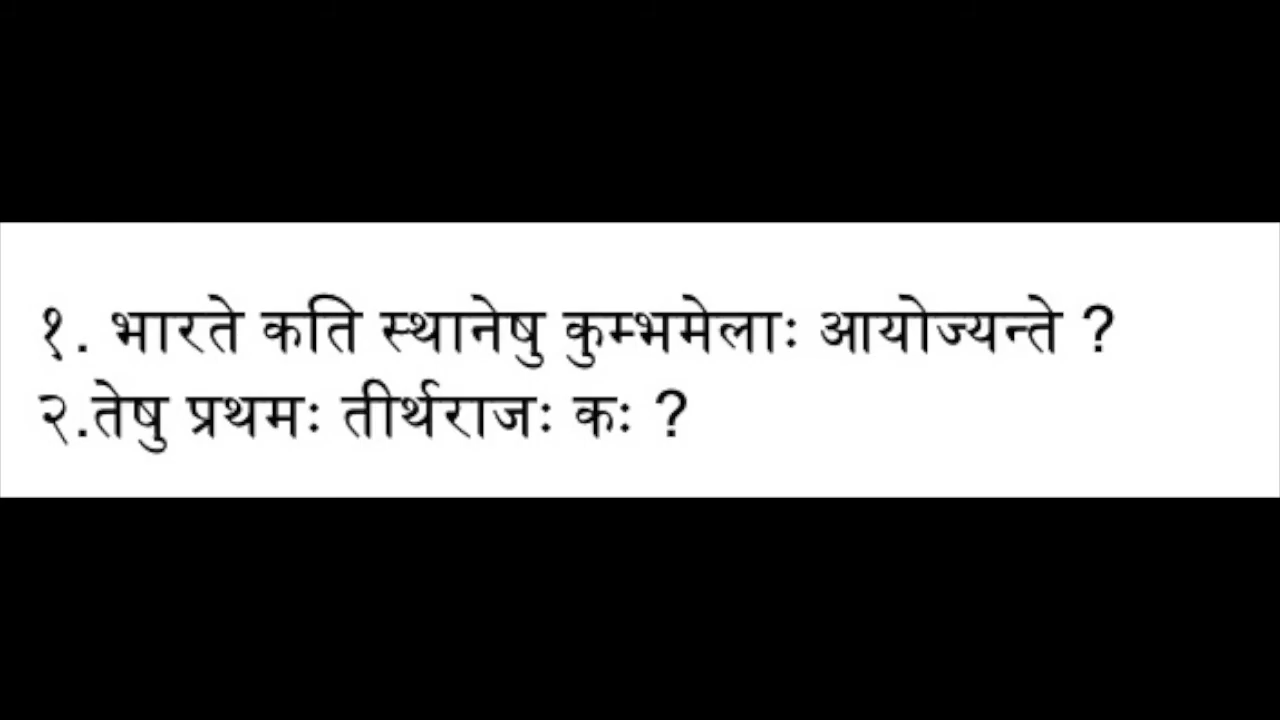 १. भारते कति स्थानेषु कुम्भमेलाः आयोज्यन्ते ?
२.तेषु प्रथमः तीर्थराजः कः ?